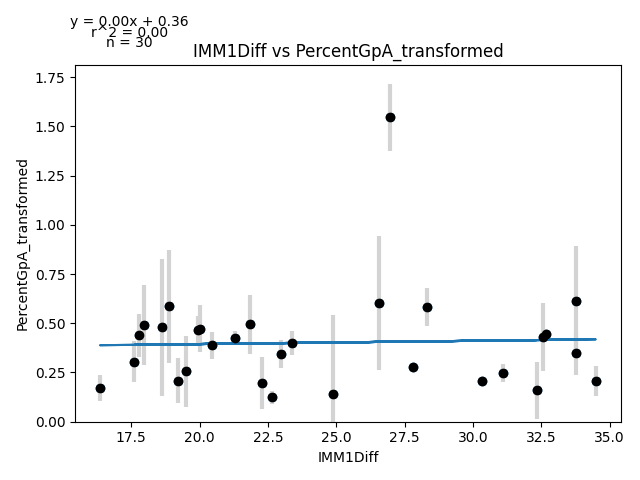 y = 0.00x + 0.36
r^2 = 0.00
n = 30
IMM1Diff vs PercentGpA_transformed
1.75
1.50
1.25
1.00
0.75
0.50
0.25
0.00
PercentGpA_transformed
17.5 20.0 22.5 25.0 27.5 30.0 32.5 35.0
IMM1Diff